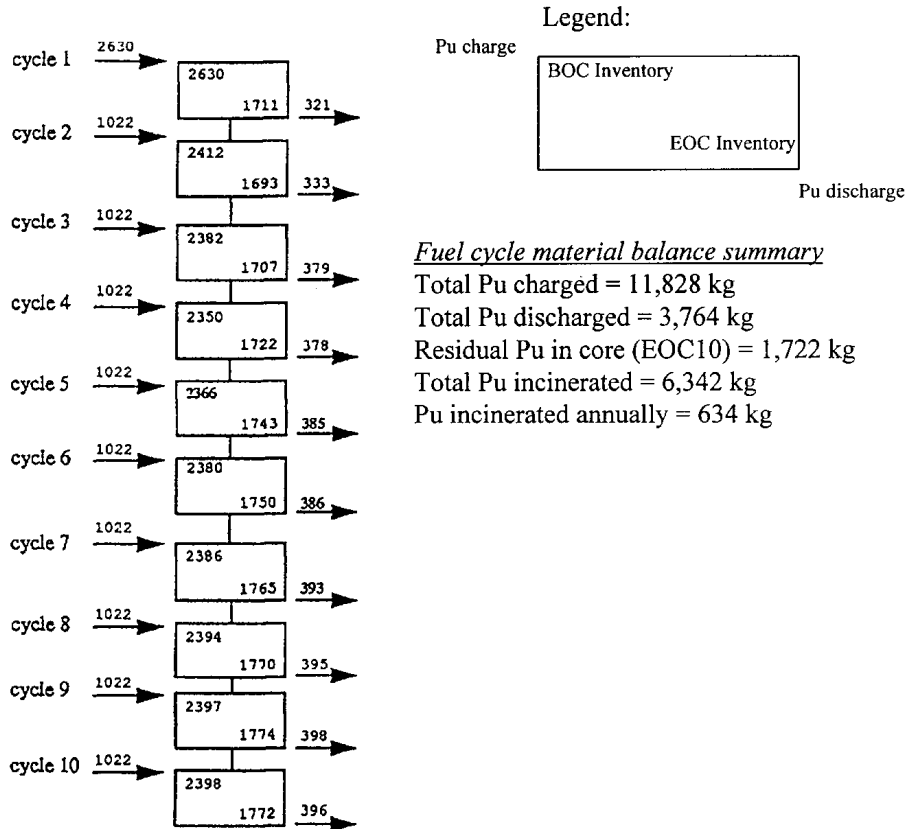 Legend:
Pu charge
BOC Inventory
EOC Inventory
Pu discharge
cycle 1 2630
2630
1711 321
cycle 2 1022
2412
1693 333
cycle 3 1022
2382
1707 379
cycle 4 1022
2350
1722 378
cycle 5 1022
2366
1743 385
cycle 6 1022
2380
1750 386
cycle 7 1022
2386
1765 393
cycle 8 1022
2394
1770 395
cycle 9 1022
2397
1774 398
cycle 10 1022
2398
1772 396
Fuel cycle material balance summary
Total Pu charged = 11,828 kg
Total Pu discharged = 3,764 kg
Residual Pu in core (EOC10) = 1,722 kg
Total Pu incinerated = 6,342 kg
Pu incinerated annually = 634 kg